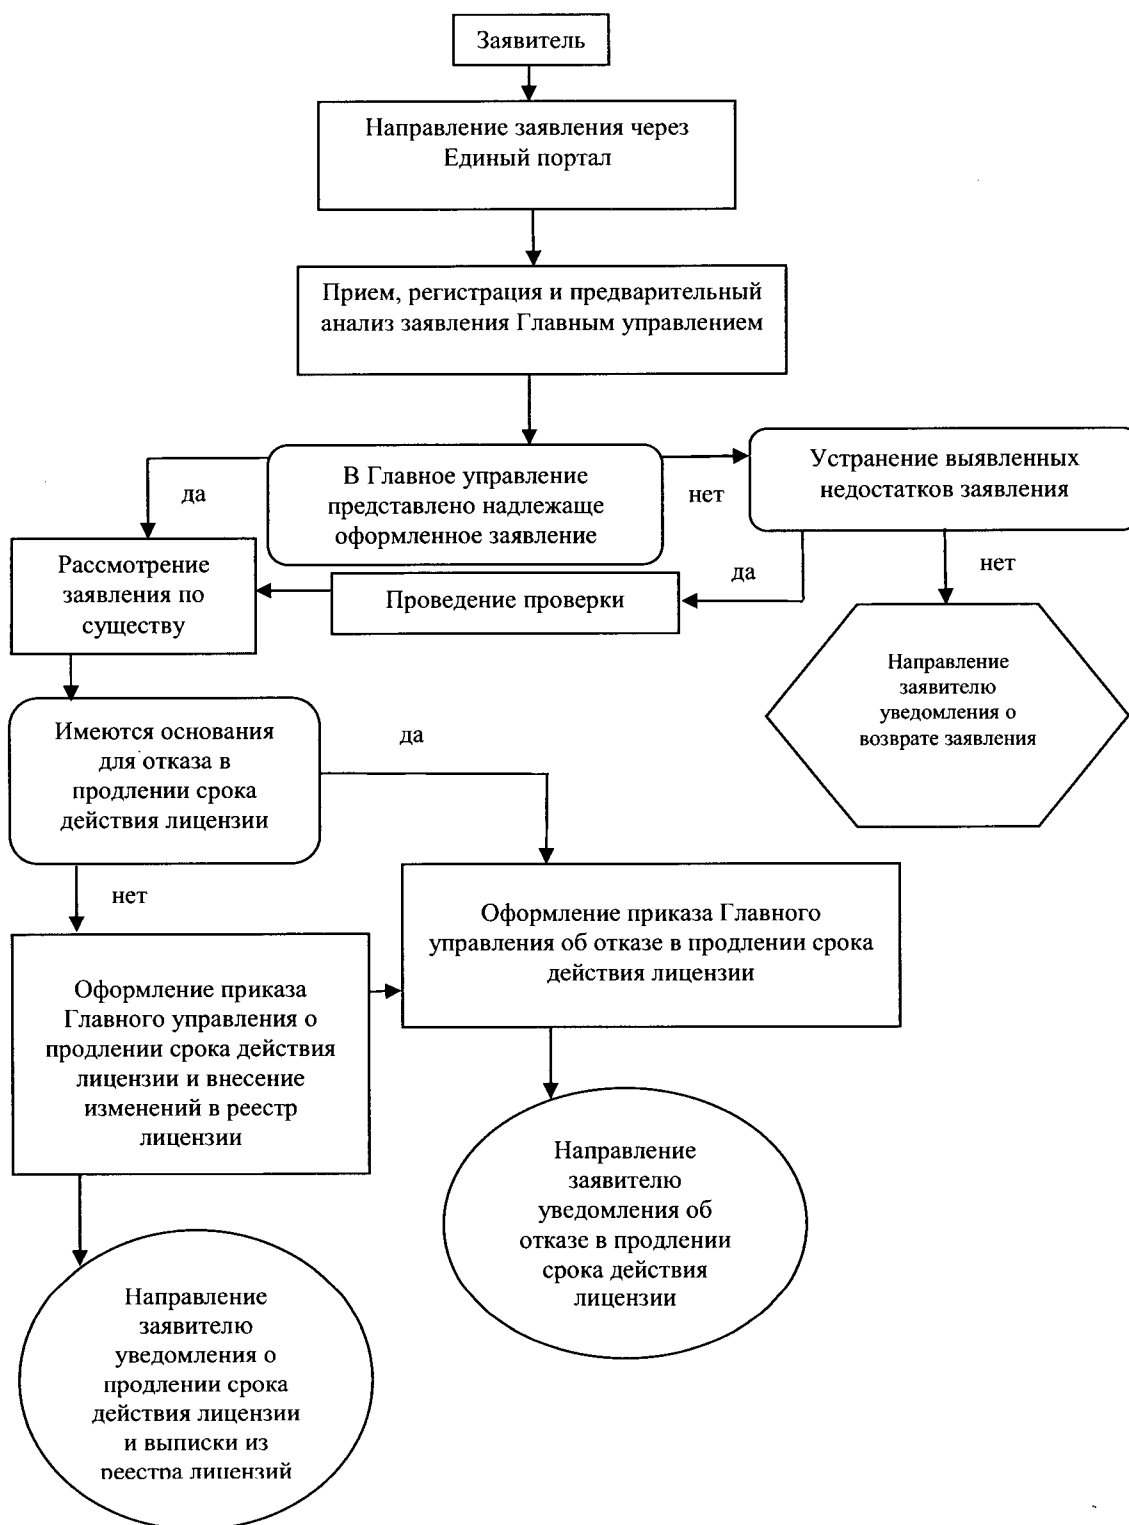 Заявитель
Направление заявления через
Единый портал
Прием, регистрация и предварительный
анализ заявления Главным управлением
В Главное управление
представлено надлежаще
оформленное заявление
да
нет
Устранение выявленных
недостатков заявления
да
нет
Рассмотрение
заявления по
существу
Проведение проверки
Направление
заявителю
уведомления о
возврате заявления
Имеются основания
для отказа в
продлении срока
действия лицензии
да
нет
Оформление приказа Главного
управления об отказе в продлении срока
действия лицензии
Оформление приказа
Главного управления о
продлении срока действия
лицензии и внесение
изменений в реестр
лицензии
Направление
заявителю
уведомления об
отказе в продлении
срока действия
лицензии
Направление
заявителю
уведомления о
продлении срока
действия лицензии
и выписки из
реестра лицензий